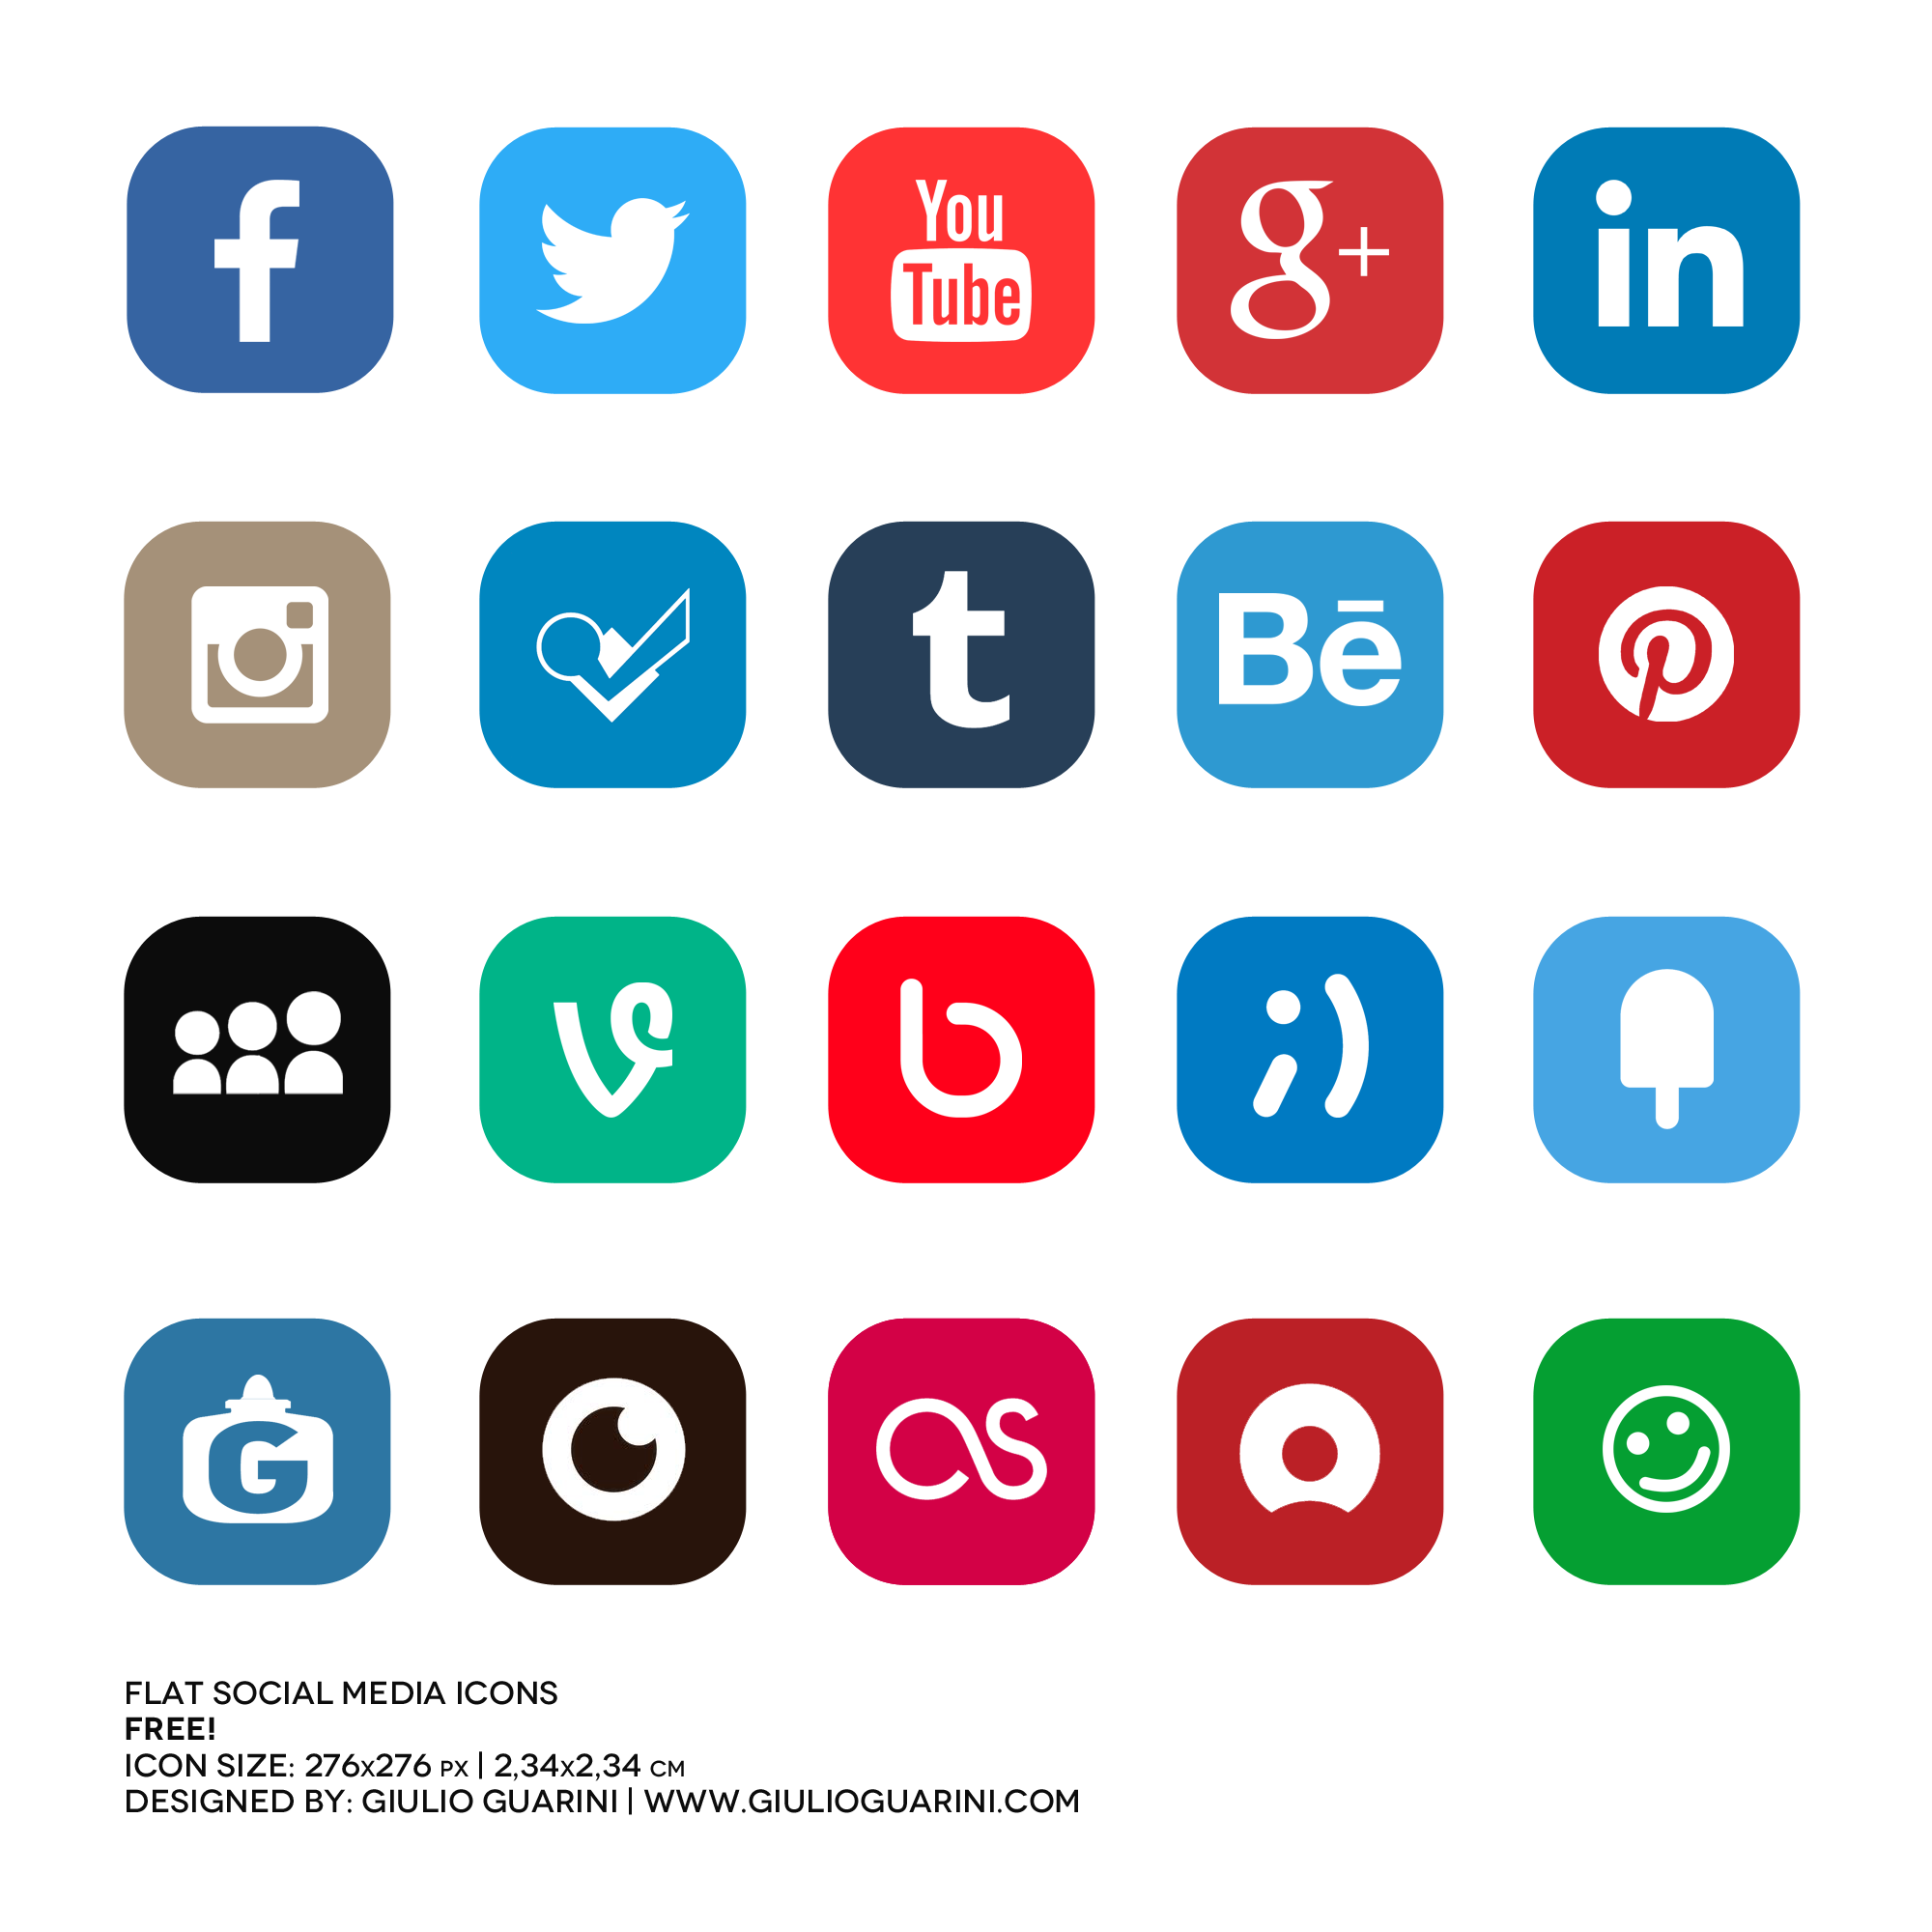 f
You
Tube
g+
in
t
Bē
G
FLAT SOCIAL MEDIA ICONS
FREE!
ICON SIZE: 276x276 PX | 2,34x2,34 CM
DESIGNED BY: GIULIO GUARINI | WWW.GIULIOGUARINI.COM